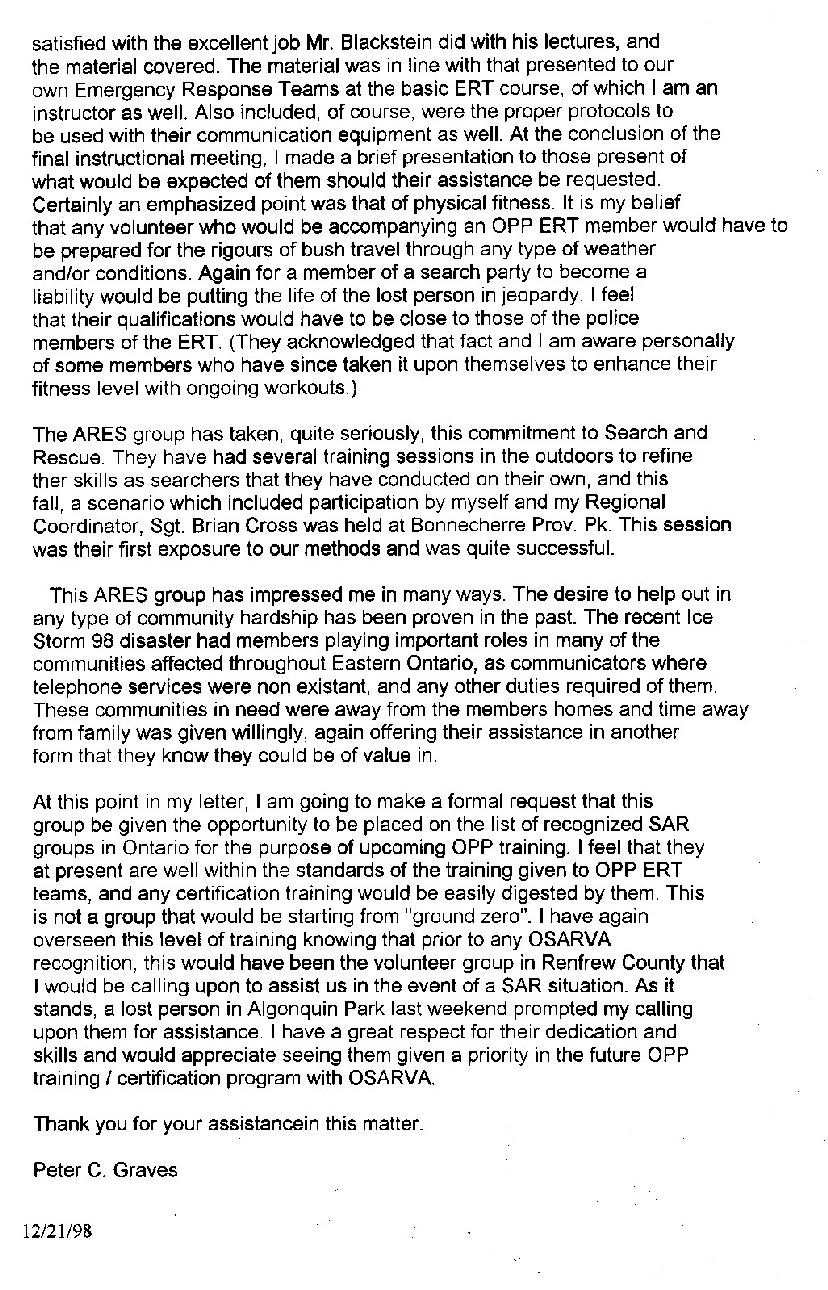 satisfied with the excellent job Mr. Blackstein did with his lectures, and
the material covered. The material was in line with that presented to our
own Emergency Response Teams at the basic ERT course, of which I am an
instructor as well. Also included, of course, were the proper protocols to
be used with their communication equipment as well. At the conclusion of the
final instructional meeting, I made a brief presentation to those present of
what would be expected of them should their assistance be requested.
Certainly an emphasized point was that of physical fitness. It is my belief
that any volunteer who would be accompanying an OPP ERT member would have to
be prepared for the rigours of bush travel through any type of weather
and/or conditions. Again for a member of a search party to become a
liability would be putting the life of the lost person in jeopardy. I feel
that their qualifications would have to be close to those of the police
members of the ERT. (They acknowledged that fact and I am aware personally
of some members who have since taken it upon themselves to enhance their
fitness level with ongoing workouts.)

The ARES group has taken, quite seriously, this commitment to Search and
Rescue. They have had several training sessions in the outdoors to refine
ther skills as searchers that they have conducted on their own, and this
fall, a scenario which included participation by myself and my Regional
Coordinator, Sgt. Brian Cross was held at Bonnecherre Prov. Pk. This session
was their first exposure to our methods and was quite successful.

This ARES group has impressed me in many ways. The desire to help out in
any type of community hardship has been proven in the past. The recent Ice
Storm 98 disaster had members playing important roles in many of the
communities affected throughout Eastern Ontario, as communicators where
telephone services were non existant, and any other duties required of them.
These communities in need were away from the members homes and time away
from family was given willingly, again offering their assistance in another
form that they know they could be of value in.

At this point in my letter, I am going to make a formal request that this
group be given the opportunity to be placed on the list of recognized SAR
groups in Ontario for the purpose of upcoming OPP training. I feel that they
at present are well within the standards of the training given to OPP ERT
teams, and any certification training would be easily digested by them. This
is not a group that would be starting from "ground zero". I have again
overseen this level of training knowing that prior to any OSARVA
recognition, this would have been the volunteer group in Renfrew County that
I would be calling upon to assist us in the event of a SAR situation. As it
stands, a lost person in Algonquin Park last weekend prompted my calling
upon them for assistance. I have a great respect for their dedication and
skills and would appreciate seeing them given a priority in the future OPP
training / certification program with OSARVA.

Thank you for your assistancein this matter.

Peter C. Graves

12/21/98